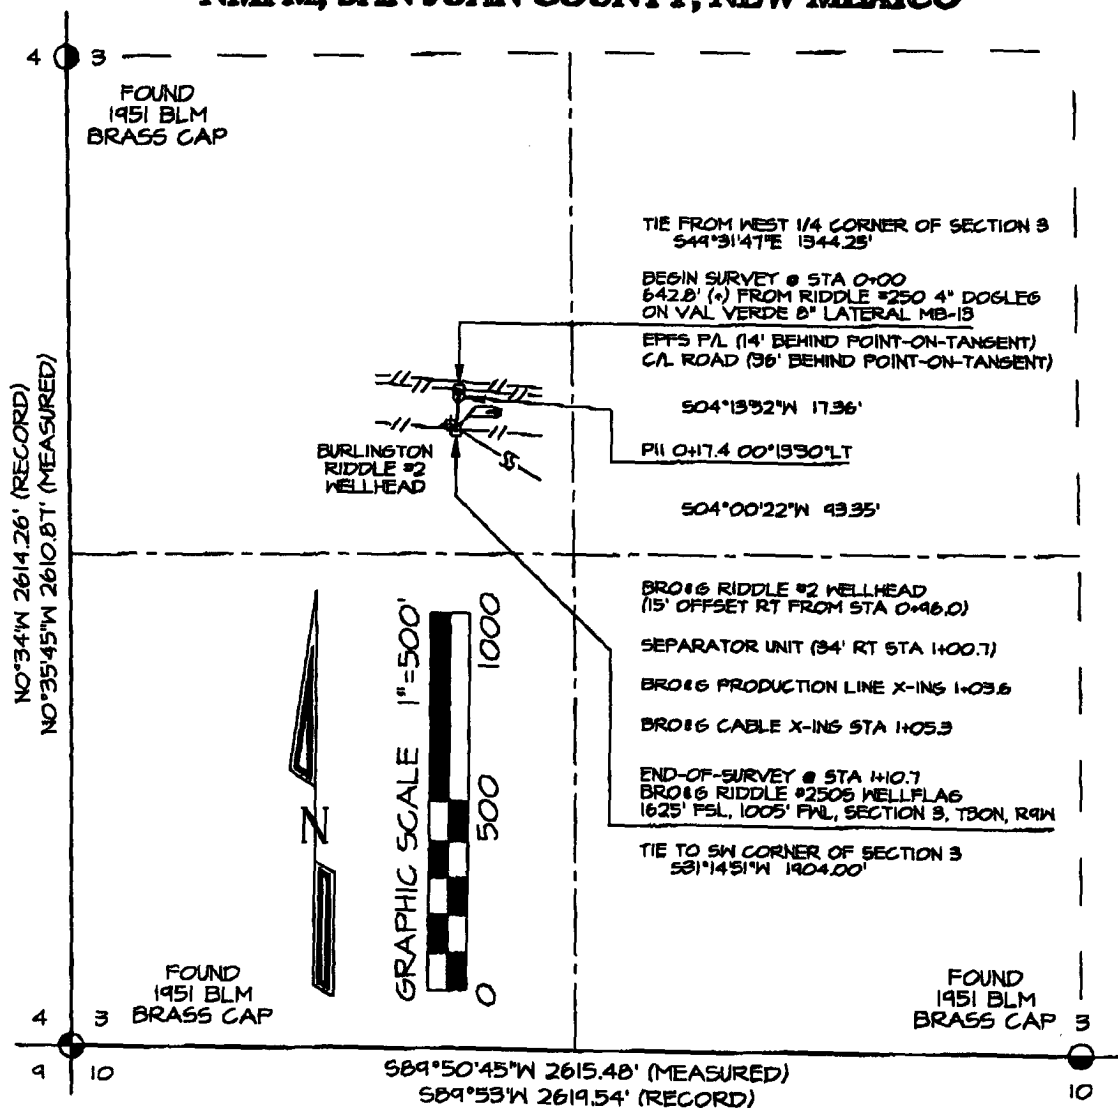 NMPM, SAN JUAN COUNTY, NEW MEXICO
4 3
FOUND
1951 BLM
BRASS CAP
TIE FROM WEST 1/4 CORNER OF SECTION 3
S49°31'47"E 1344.25'
BEGIN SURVEY @ STA 0+00
642.8' (+) FROM RIDDLE #250 4" DOGLEG
ON VAL VERDE 8" LATERAL MB-13
EPFS P/L (14' BEHIND POINT-ON-TANGENT)
C/L ROAD (36' BEHIND POINT-ON-TANGENT)
S04°13'32"W 17.36'
PI1 0+17.4 00°13'30"LT
BURLINGTON
RIDDLE #2
WELLHEAD
S04°00'22"W 93.35'
N0°34'W 2614.26' (RECORD)
N0°35'45"W 2610.87' (MEASURED)
BRO&G RIDDLE #2 WELLHEAD
(15' OFFSET RT FROM STA 0+96.0)
SEPARATOR UNIT (34' RT STA 1+00.7)
BRO&G PRODUCTION LINE X-ING 1+03.6
BRO&G CABLE X-ING STA 1+05.3
END-OF-SURVEY @ STA 1+10.7
BRO&G RIDDLE #250S WELLFLAG
1625' FSL, 1005' FWL, SECTION 3, T30N, R9W
TIE TO SW CORNER OF SECTION 3
S31°14'51"W 1904.00'
N
GRAPHIC SCALE 1"=500'
0 500 1000
FOUND
1951 BLM
BRASS CAP
4 3
9 10
FOUND
1951 BLM
BRASS CAP 3
10
S89°50'45"W 2615.48' (MEASURED)
S89°53'W 2619.54' (RECORD)